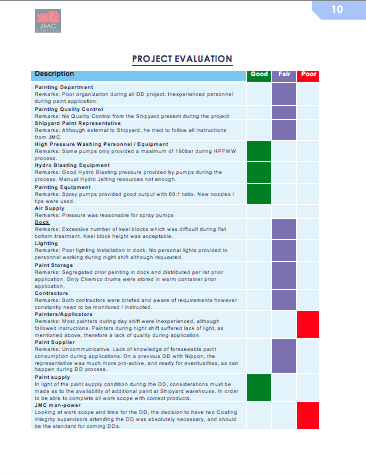 10
JMC
PROJECT EVALUATION
Description Good Fair Poor
Painting Department
Remarks: Poor organization during all DD project. Inexperienced personnel
during paint application.
Painting Quality Control
Remarks: No Quality Control from the Shipyard present during the project
Shipyard Paint Representative
Remarks: Although external to Shipyard, he tried to follow all instructions
from JMC
High Pressure Washing Personnel / Equipment
Remarks: Some pumps only provided a maximum of 190bar during HPFWW
process.
Hydro Blasting Equipment
Remarks: Good Hydro Blasting pressure provided by pumps during the
process. Manual Hydro Jetting resources not enough.
Painting Equipment
Remarks: Spray pumps provided good output with 60:1 ratio. New nozzles /
tips were used.
Air Supply
Remarks: Pressure was reasonable for spray pumps
Dock
Remarks: Excessive number of keel blocks which was difficult during flat
bottom treatment. Keel block height was acceptable.
Lighting
Remarks: Poor lighting installation in dock. No personal lights provided to
personnel working during night shift although requested.
Paint Storage
Remarks: Segregated prior painting in dock and distributed per list prior
application. Only Chemco drums were stored in warm container prior
application.
Contractors
Remarks: Both contractors were briefed and aware of requirements however
constantly need to be monitored / instructed.
Painters/Applicators
Remarks: Most painters during day shift were inexperienced, although
followed instructions. Painters during night shift suffered lack of light, as
mentioned above, therefore a lack of quality during application.
Paint Supplier
Remarks: Uncommunicative. Lack of knowledge of foreseeable paint
consumption during applications. On a previous DD with Nippon, the
representative was much more pro-active, and ready for eventualities, as can
happen during DD process.
Paint supply
In light of the paint supply condition during the DD, considerations must be
made as to the availability of additional paint at Shipyard warehouse. In order
to be able to complete all work scope with correct products.
JMC man-power
Looking at work scope and time for the DD, the decision to have two Coating
Integrity supervisors attending the DD was absolutely necessary, and should
be the standard for coming DDs.